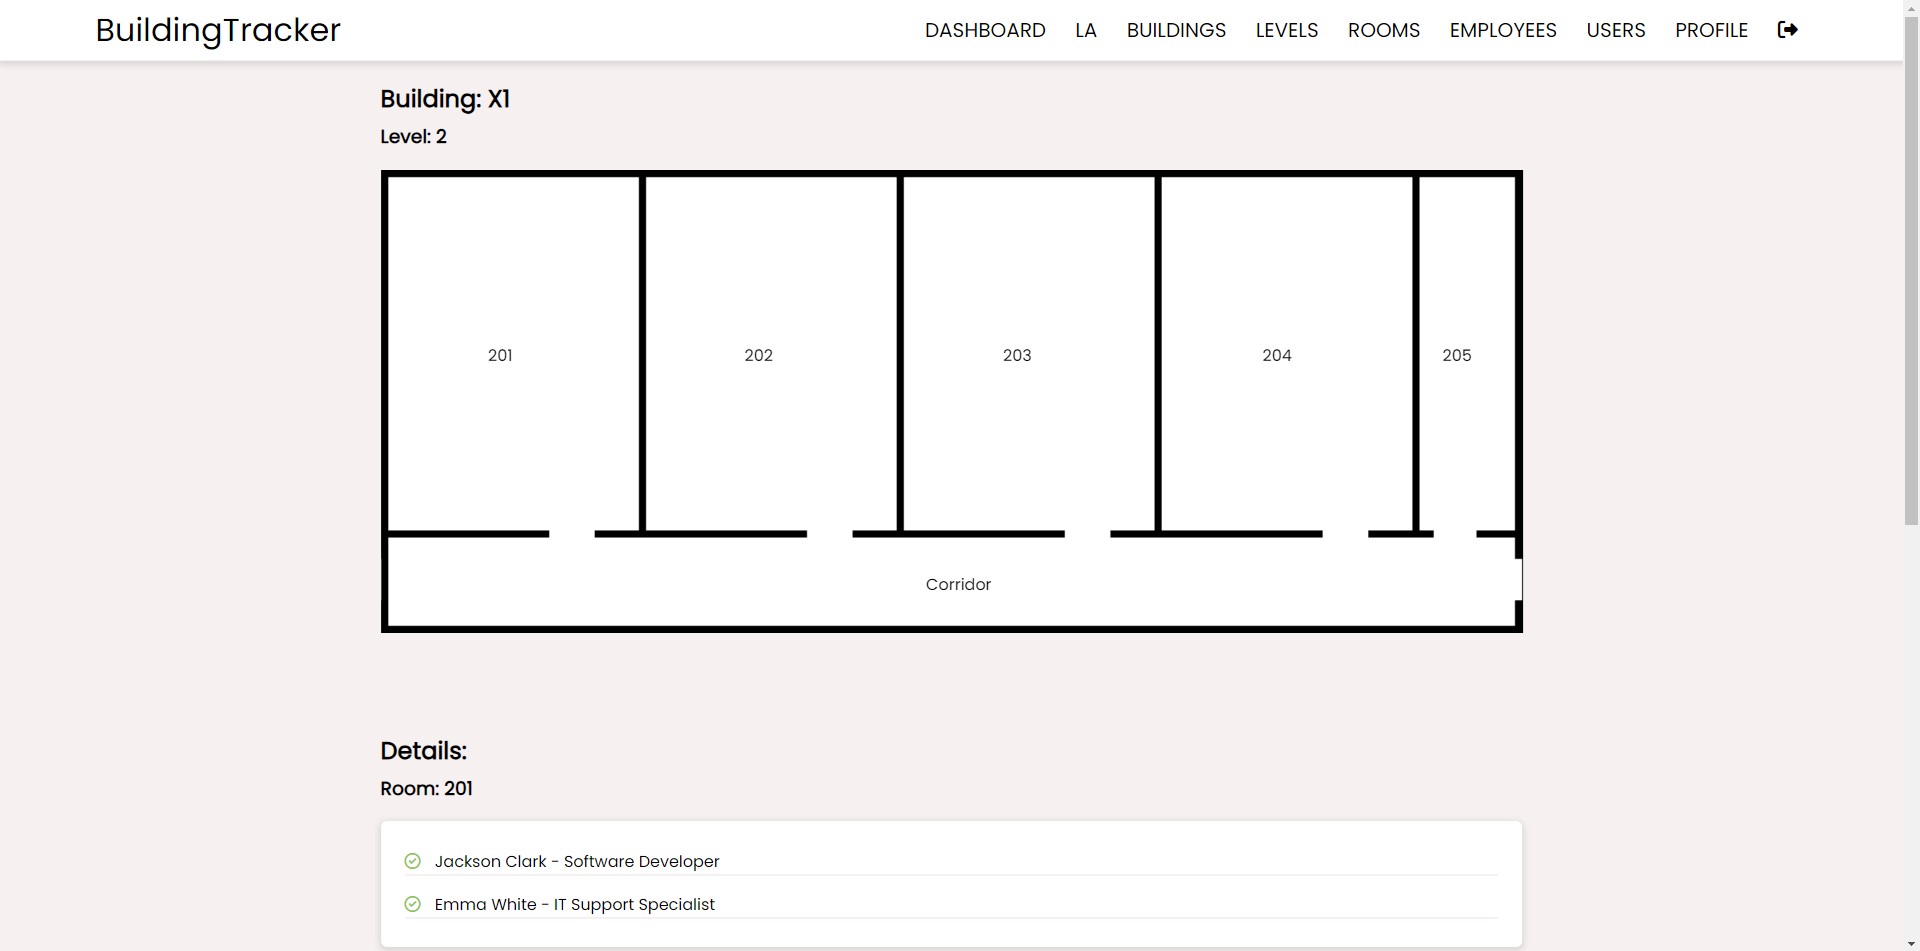 BuildingTracker
DASHBOARD LA BUILDINGS LEVELS ROOMS EMPLOYEES USERS PROFILE
Building: X1
Level: 2
201 202 203 204 205
Corridor
Details:
Room: 201
Jackson Clark - Software Developer
Emma White - IT Support Specialist